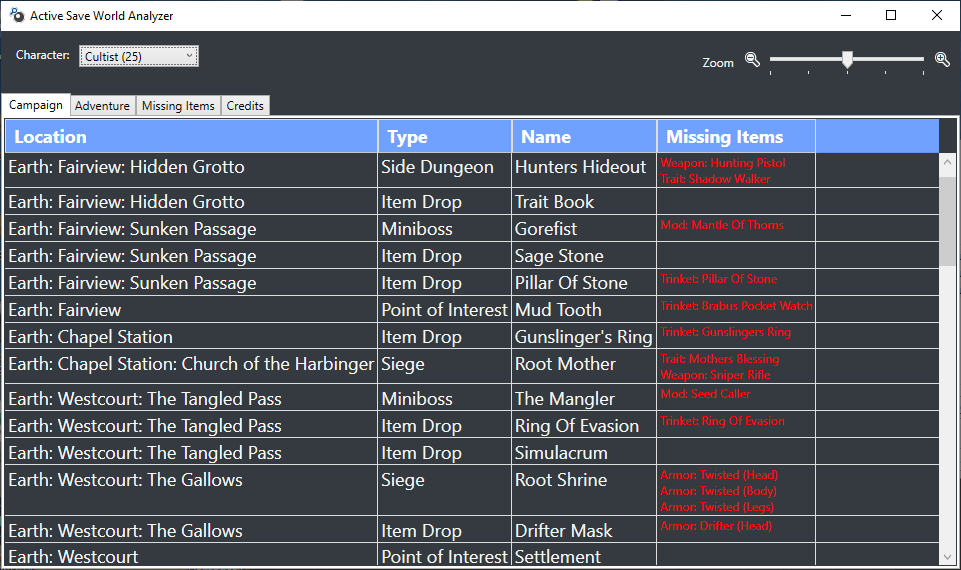 Active Save World Analyzer
Character: Cultist (25) Zoom
Campaign Adventure Missing Items Credits
Location Type Name Missing Items
Earth: Fairview: Hidden Grotto Side Dungeon Hunters Hideout Weapon: Hunting Pistol
Trait: Shadow Walker
Earth: Fairview: Hidden Grotto Item Drop Trait Book
Earth: Fairview: Sunken Passage Miniboss Gorefist Mod: Mantle Of Thorns
Earth: Fairview: Sunken Passage Item Drop Sage Stone
Earth: Fairview: Sunken Passage Item Drop Pillar Of Stone Trinket: Pillar Of Stone
Earth: Fairview Point of Interest Mud Tooth Trinket: Brabus Pocket Watch
Earth: Chapel Station Item Drop Gunslinger's Ring Trinket: Gunslingers Ring
Earth: Chapel Station: Church of the Harbinger Siege Root Mother Trait: Mothers Blessing
Weapon: Sniper Rifle
Earth: Westcourt: The Tangled Pass Miniboss The Mangler Mod: Seed Caller
Earth: Westcourt: The Tangled Pass Item Drop Ring Of Evasion Trinket: Ring Of Evasion
Earth: Westcourt: The Tangled Pass Item Drop Simulacrum
Earth: Westcourt: The Gallows Siege Root Shrine Armor: Twisted (Head)
Armor: Twisted (Body)
Armor: Twisted (Legs)
Earth: Westcourt: The Gallows Item Drop Drifter Mask Armor: Drifter (Head)
Earth: Westcourt Point of Interest Settlement